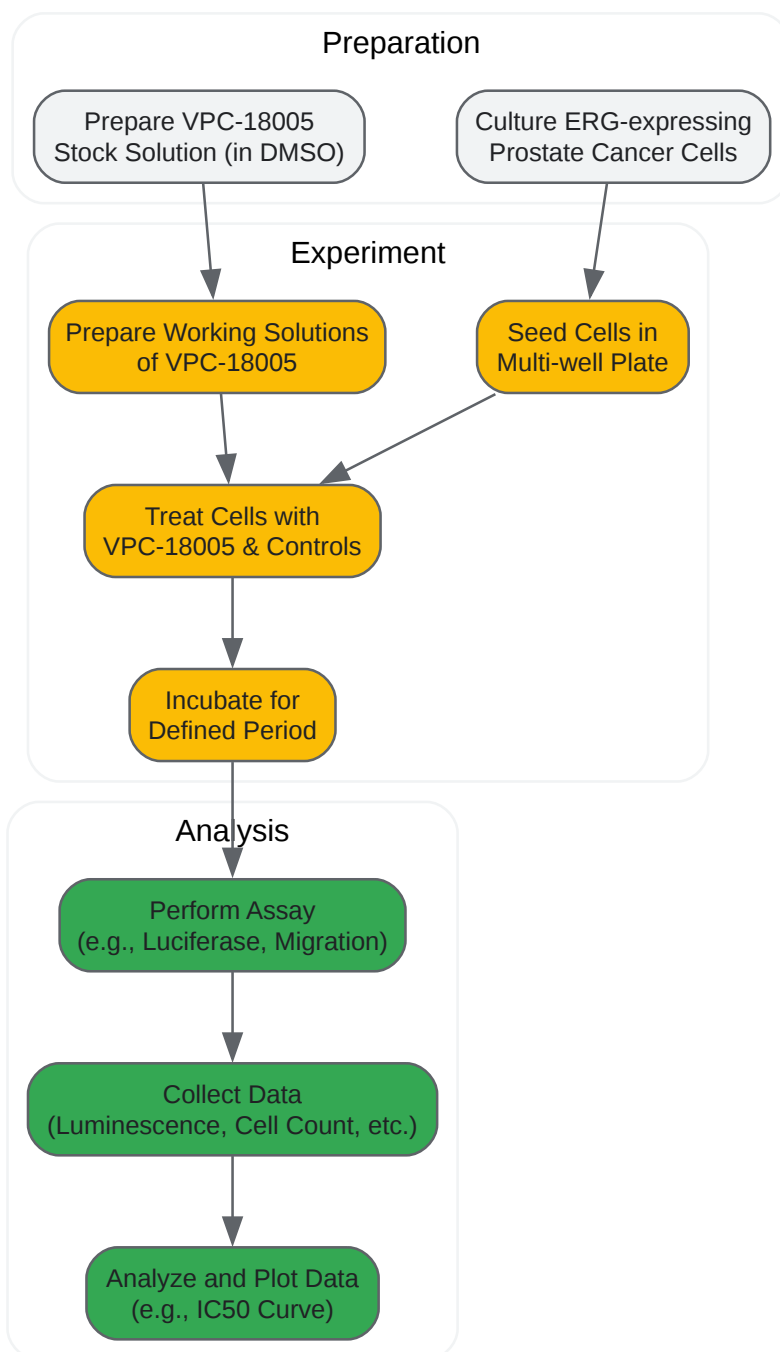 Preparation
Prepare VPC-18005
Stock Solution (in DMSO)
Culture ERG-expressing
Prostate Cancer Cells
Experiment
Prepare Working Solutions
of VPC-18005
Seed Cells in
Multi-well Plate
Treat Cells with
VPC-18005 & Controls
Incubate for
Defined Period
Analysis
Perform Assay
(e.g., Luciferase, Migration)
Collect Data
(Luminescence, Cell Count, etc.)
Analyze and Plot Data
(e.g., IC50 Curve)